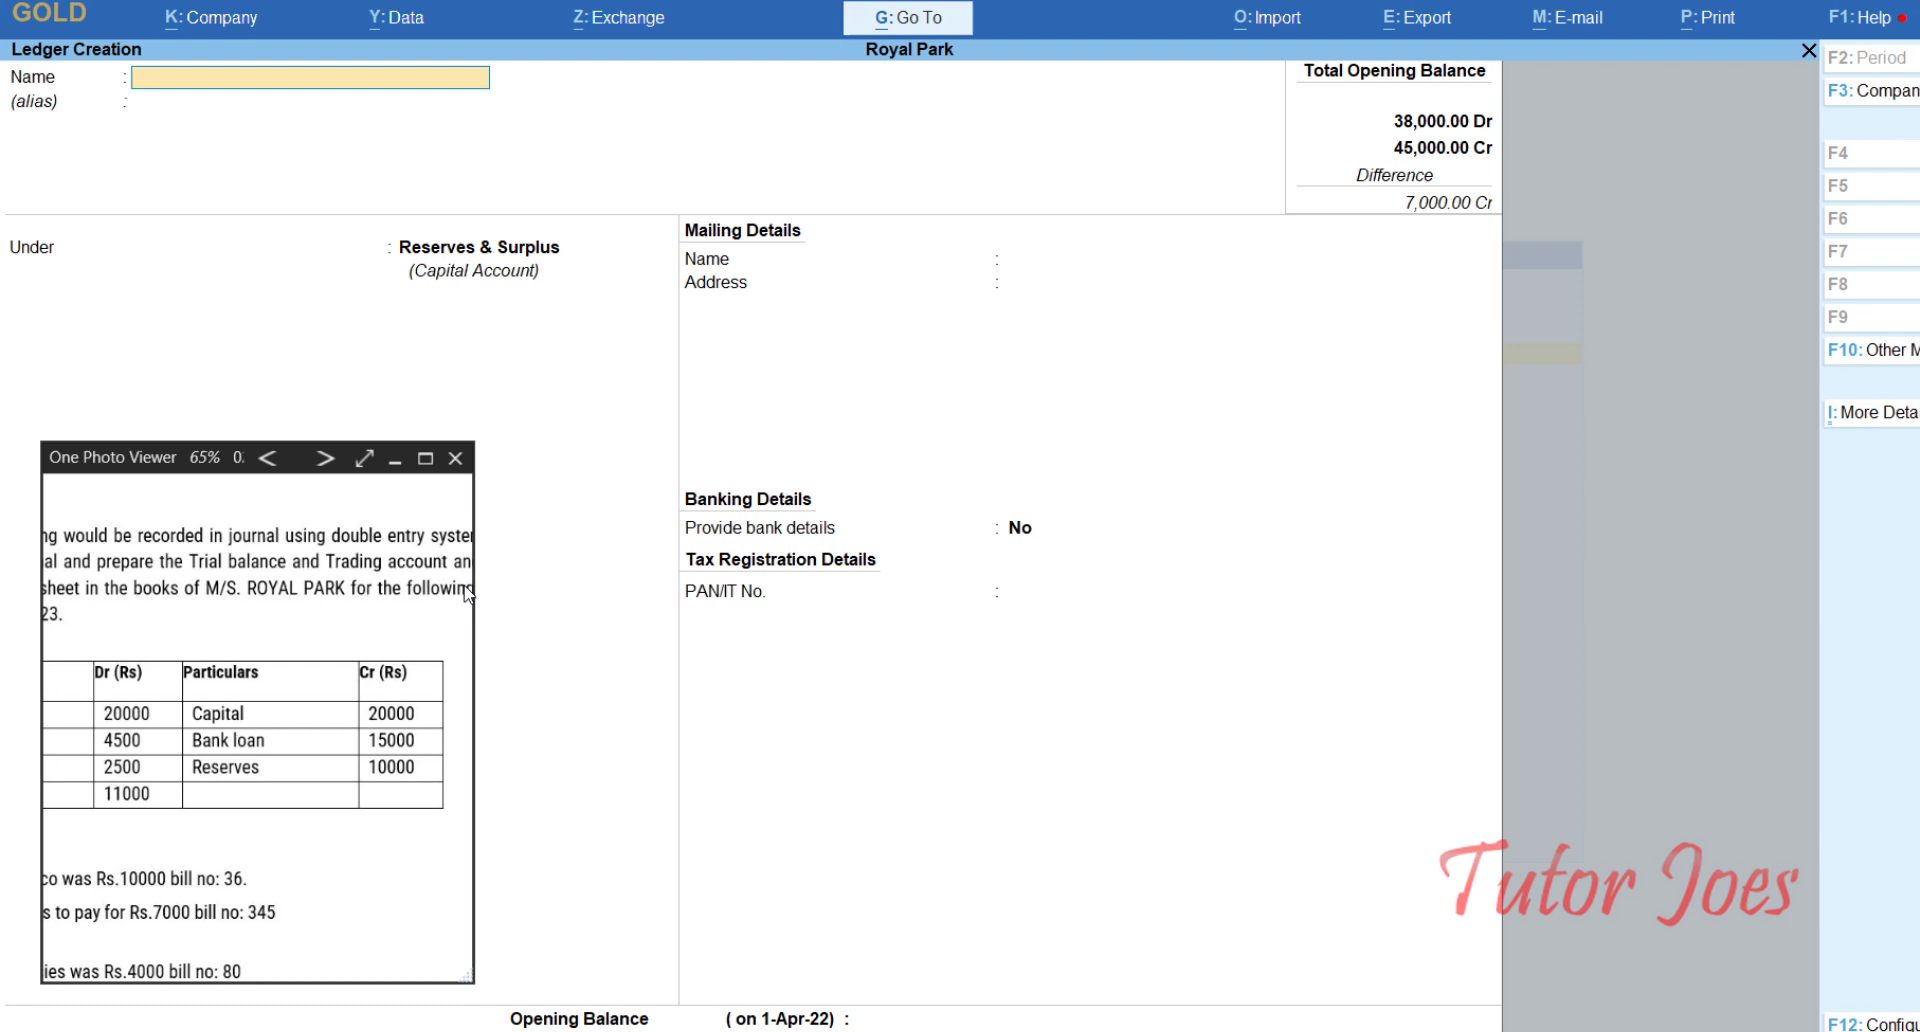 GOLD
K: Company
Y: Data
Z: Exchange
G: Go To
O: Import
E: Export
M: E-mail
P: Print
F1: Help
Ledger Creation
Royal Park
Name :
(alias) :
Total Opening Balance
38,000.00 Dr
45,000.00 Cr
Difference
7,000.00 Cr
F2: Period
F3: Compan
F4
F5
F6
F7
F8
F9
F10: Other M
I: More Deta
F12: Config
Under : Reserves & Surplus
(Capital Account)
Mailing Details
Name :
Address :
Banking Details
Provide bank details : No
Tax Registration Details
PAN/IT No. :
One Photo Viewer 65% 0:
ng would be recorded in journal using double entry syster
al and prepare the Trial balance and Trading account an
sheet in the books of M/S. ROYAL PARK for the following
23.
Dr (Rs) Particulars Cr (Rs)
20000 Capital 20000
4500 Bank loan 15000
2500 Reserves 10000
11000
co was Rs.10000 bill no: 36.
s to pay for Rs.7000 bill no: 345
ies was Rs.4000 bill no: 80
Opening Balance ( on 1-Apr-22) :
Tutor Joes